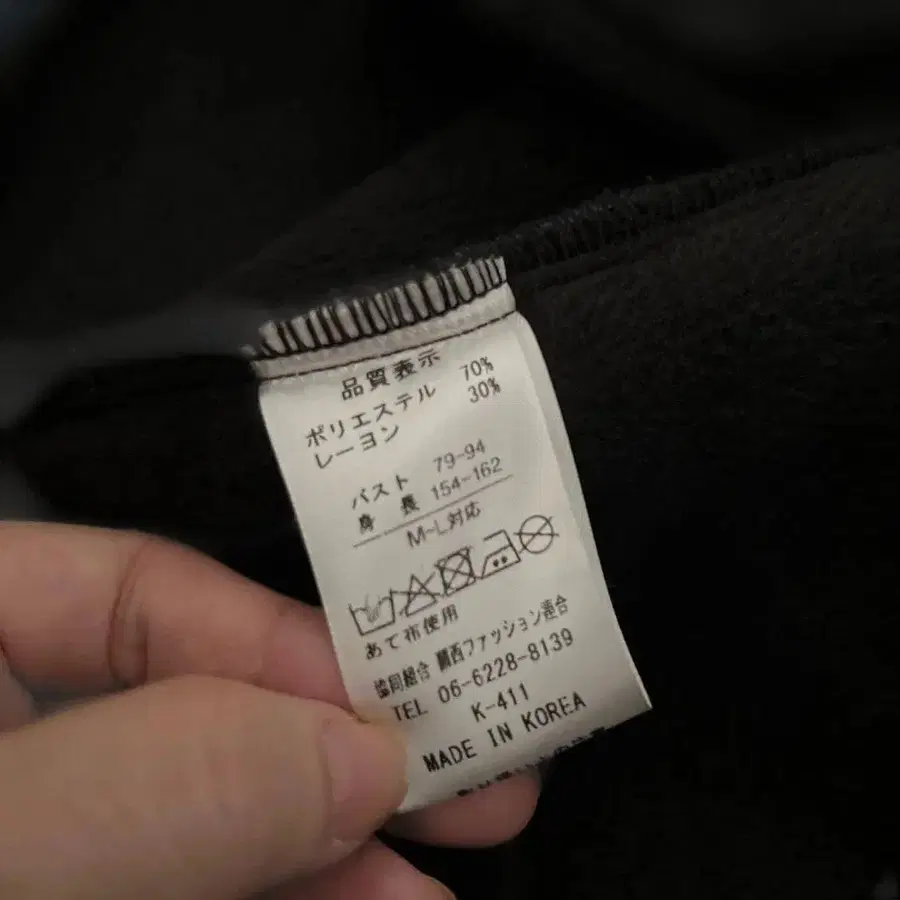 品質表示
ポリエステル 70%
レーヨン 30%
バスト 79-94
身長 154-162
M-L対応
あて布使用
協同組合 関西ファッション連合
TEL 06-6228-8139
K-411
MADE IN KOREA